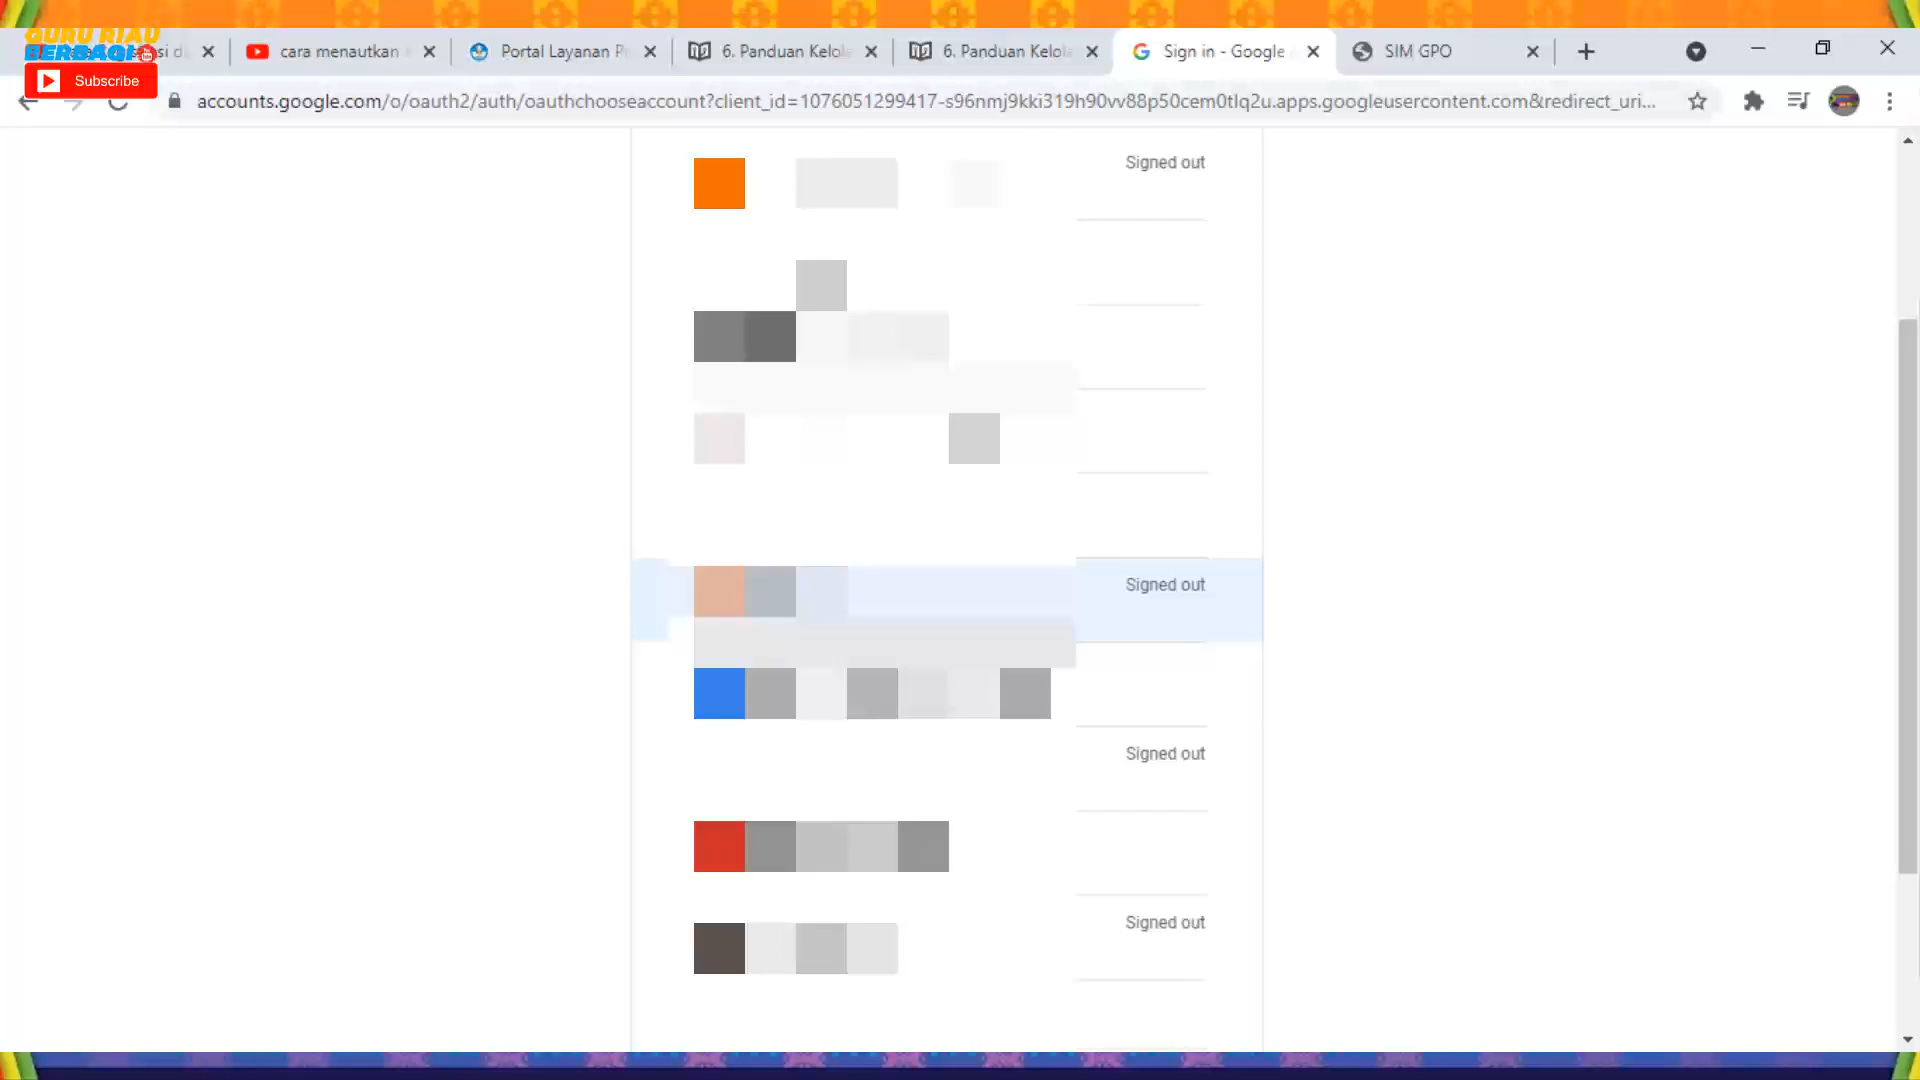 GURU RIAU
BERBAGI
Subscribe
cara menautkan
Portal Layanan P
6. Panduan Kelol
6. Panduan Kelol
Sign in - Google
SIM GPO
accounts.google.com/o/oauth2/auth/oauthchooseaccount?client_id=1076051299417-s96nmj9kki319h90vv88p50cem0tlq2u.apps.googleusercontent.com&redirect_uri...
Signed out
Signed out
Signed out
Signed out